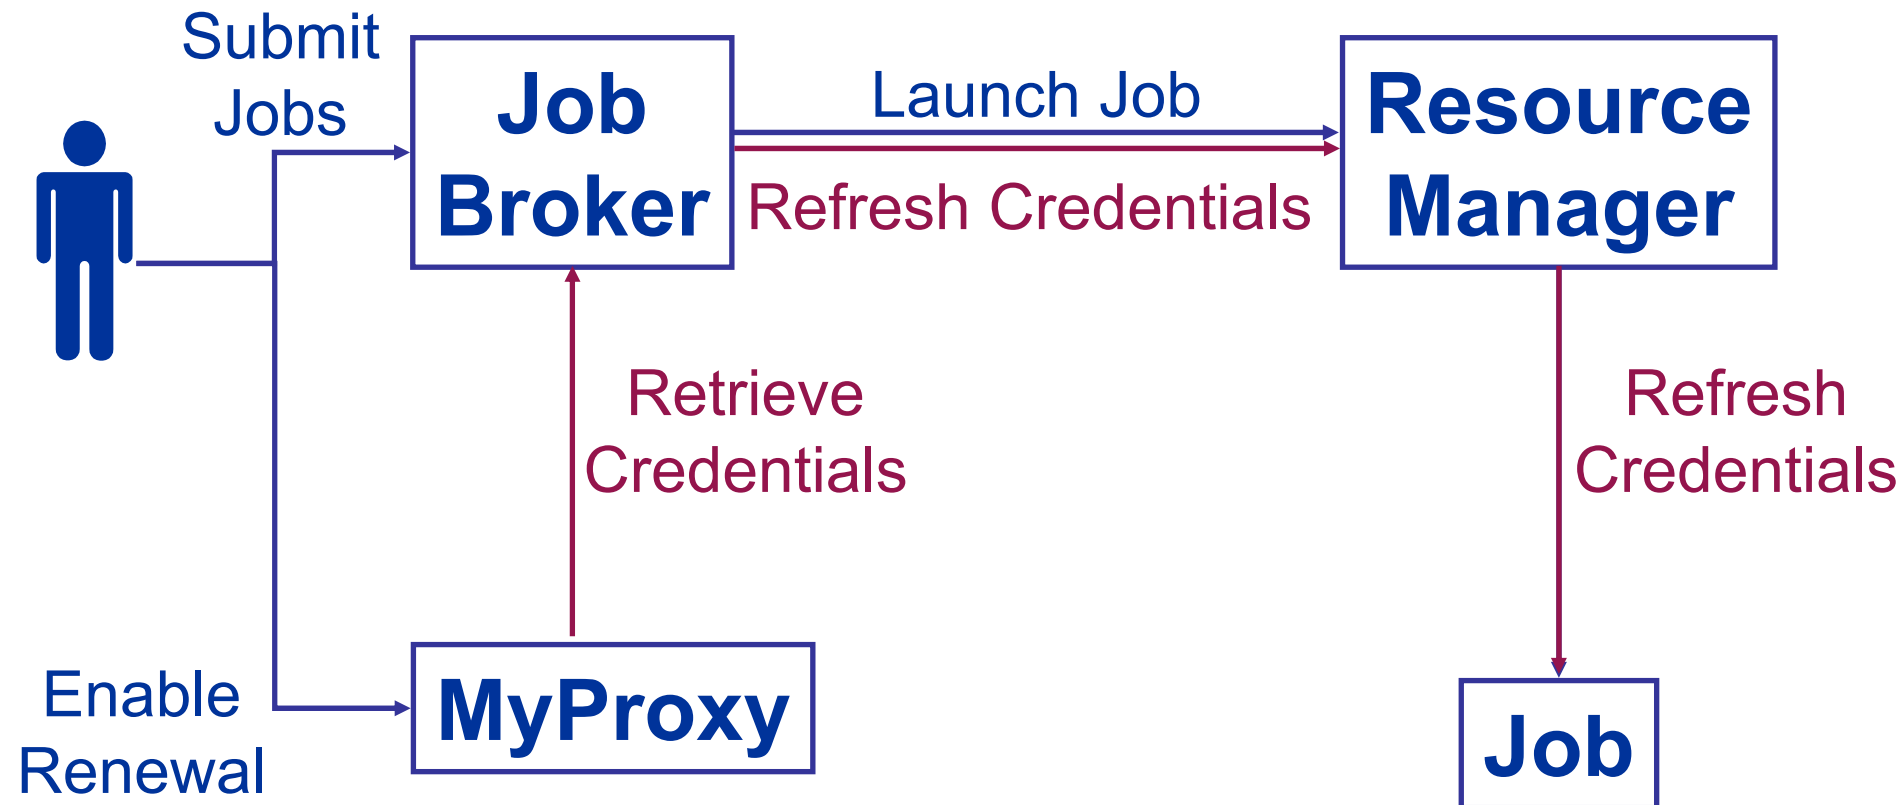 Submit
Jobs
Job
Broker
Launch Job
Refresh Credentials
Resource
Manager
Retrieve
Credentials
Refresh
Credentials
Enable
Renewal
MyProxy
Job